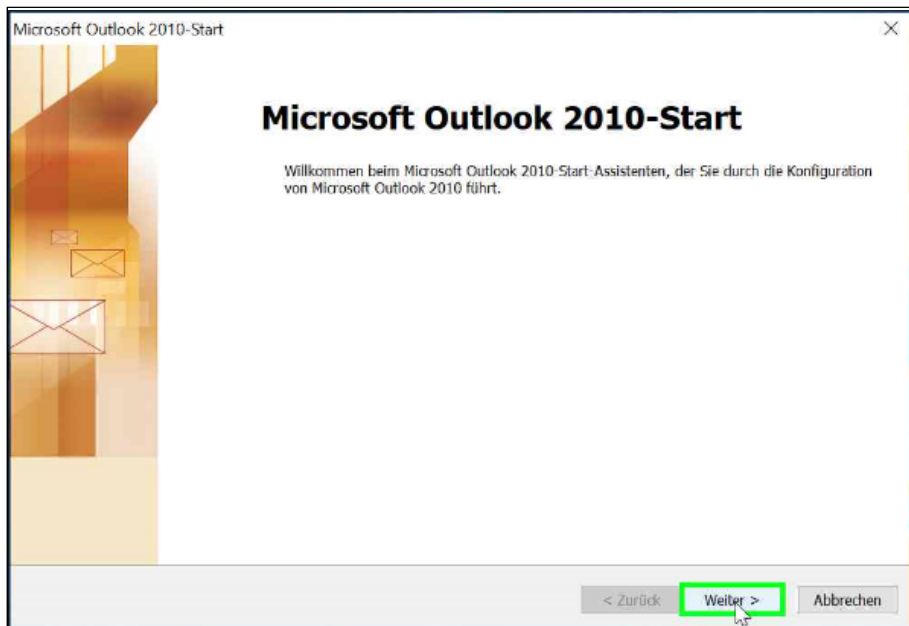 Microsoft Outlook 2010-Start
Microsoft Outlook 2010-Start
Willkommen beim Microsoft Outlook 2010-Start-Assistenten, der Sie durch die Konfiguration
von Microsoft Outlook 2010 führt.
< Zurück Weiter > Abbrechen